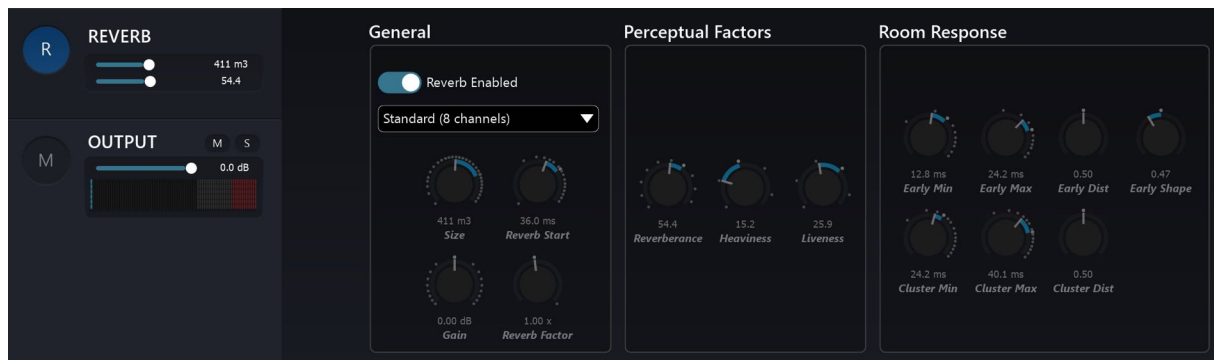 R
REVERB
411 m3
54.4
M
OUTPUT
M S
0.0 dB
General
Reverb Enabled
Standard (8 channels)
411 m3 36.0 ms
Size Reverb Start
0.00 dB 1.00 x
Gain Reverb Factor
Perceptual Factors
54.4 15.2 25.9
Reverberance Heaviness Liveness
Room Response
12.8 ms 24.2 ms 0.50 0.47
Early Min Early Max Early Dist Early Shape
24.2 ms 40.1 ms 0.50
Cluster Min Cluster Max Cluster Dist